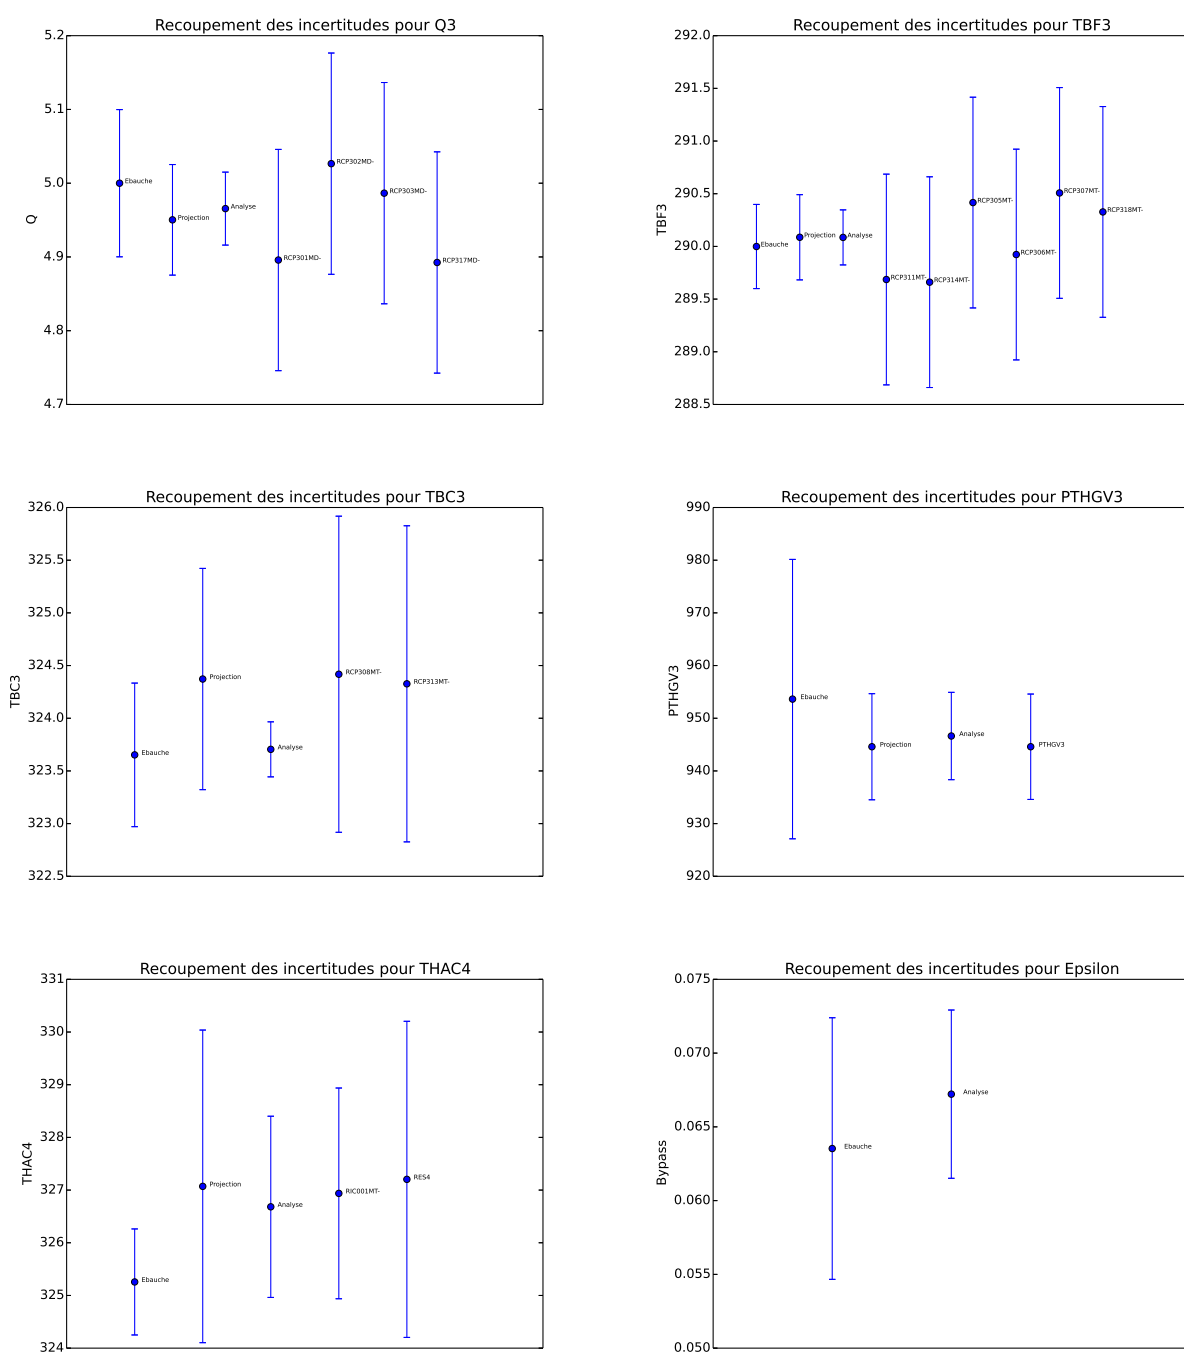 Recoupement des incertitudes pour Q3
5.2
5.1
5.0
4.9
4.8
4.7
Q
Ebauche
Projection
Analyse
RCP301MD-
RCP302MD-
RCP303MD-
RCP317MD-
Recoupement des incertitudes pour TBF3
292.0
291.5
291.0
290.5
290.0
289.5
289.0
288.5
TBF3
Ebauche
Projection
Analyse
RCP311MT-
RCP314MT-
RCP305MT-
RCP306MT-
RCP307MT-
RCP318MT-
Recoupement des incertitudes pour TBC3
326.0
325.5
325.0
324.5
324.0
323.5
323.0
322.5
TBC3
Ebauche
Projection
Analyse
RCP308MT-
RCP313MT-
Recoupement des incertitudes pour PTHGV3
990
980
970
960
950
940
930
920
PTHGV3
Ebauche
Projection
Analyse
PTHGV3
Recoupement des incertitudes pour THAC4
331
330
329
328
327
326
325
324
THAC4
Ebauche
Projection
Analyse
RIC001MT-
RES4
Recoupement des incertitudes pour Epsilon
0.075
0.070
0.065
0.060
0.055
0.050
Bypass
Ebauche
Analyse